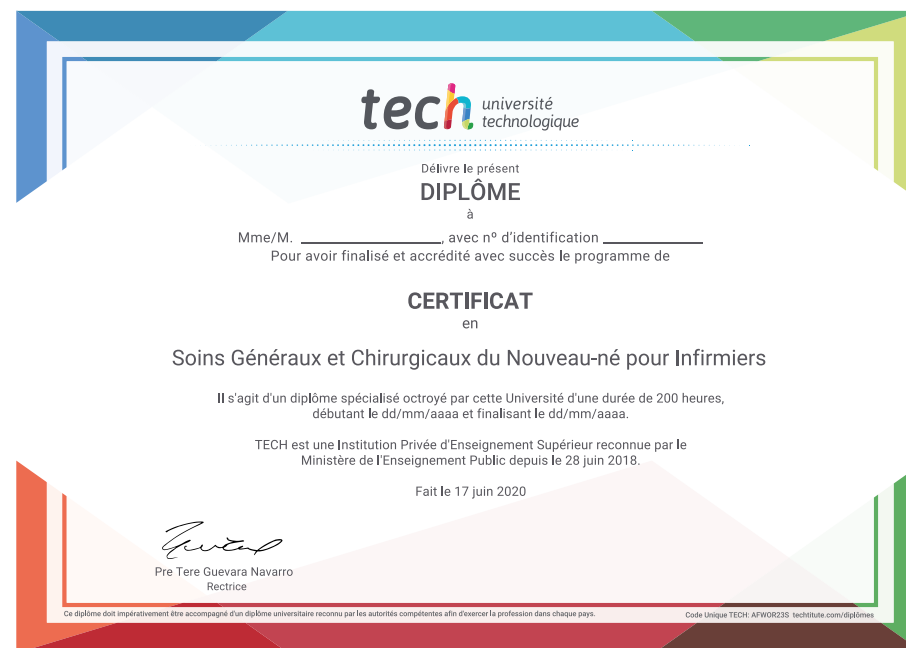 tech université
technologique
Délivre le présent
DIPLÔME
à
Mme/M. ____________________, avec nº d'identification ______________
Pour avoir finalisé et accrédité avec succès le programme de
CERTIFICAT
en
Soins Généraux et Chirurgicaux du Nouveau-né pour Infirmiers
Il s'agit d'un diplôme spécialisé octroyé par cette Université d'une durée de 200 heures,
débutant le dd/mm/aaaa et finalisant le dd/mm/aaaa.
TECH est une Institution Privée d'Enseignement Supérieur reconnue par le
Ministère de l'Enseignement Public depuis le 28 juin 2018.
Fait le 17 juin 2020
Pre Tere Guevara Navarro
Rectrice
Ce diplôme doit impérativement être accompagné d'un diplôme universitaire reconnu par les autorités compétentes afin d'exercer la profession dans chaque pays.
Code Unique TECH: AFWOR23S techtitute.com/diplômes